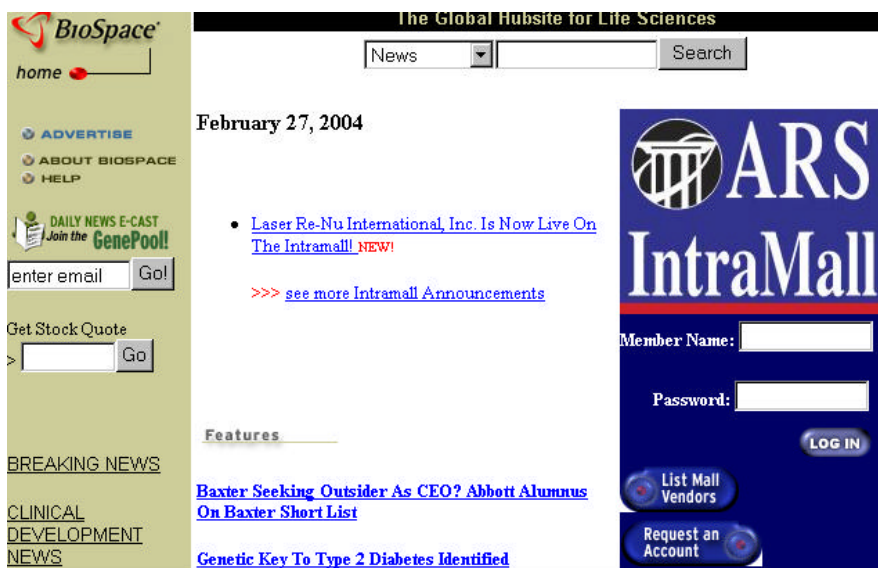 BIOSPACE
home
The Global Hubsite for Life Sciences
News
Search
ADVERTISE
ABOUT BIOSPACE
HELP
DAILY NEWS E-CAST
Join the GenePool!
enter email Go!
Get Stock Quote
> Go
BREAKING NEWS
CLINICAL
DEVELOPMENT
NEWS
February 27, 2004
Laser Re-Nu International, Inc. Is Now Live On
The Intramall! NEW!
>>> see more Intramall Announcements
Features
Baxter Seeking Outsider As CEO? Abbott Alumnus
On Baxter Short List
Genetic Key To Type 2 Diabetes Identified
ARS
IntraMall
Member Name:
Password:
LOG IN
List Mall
Vendors
Request an
Account